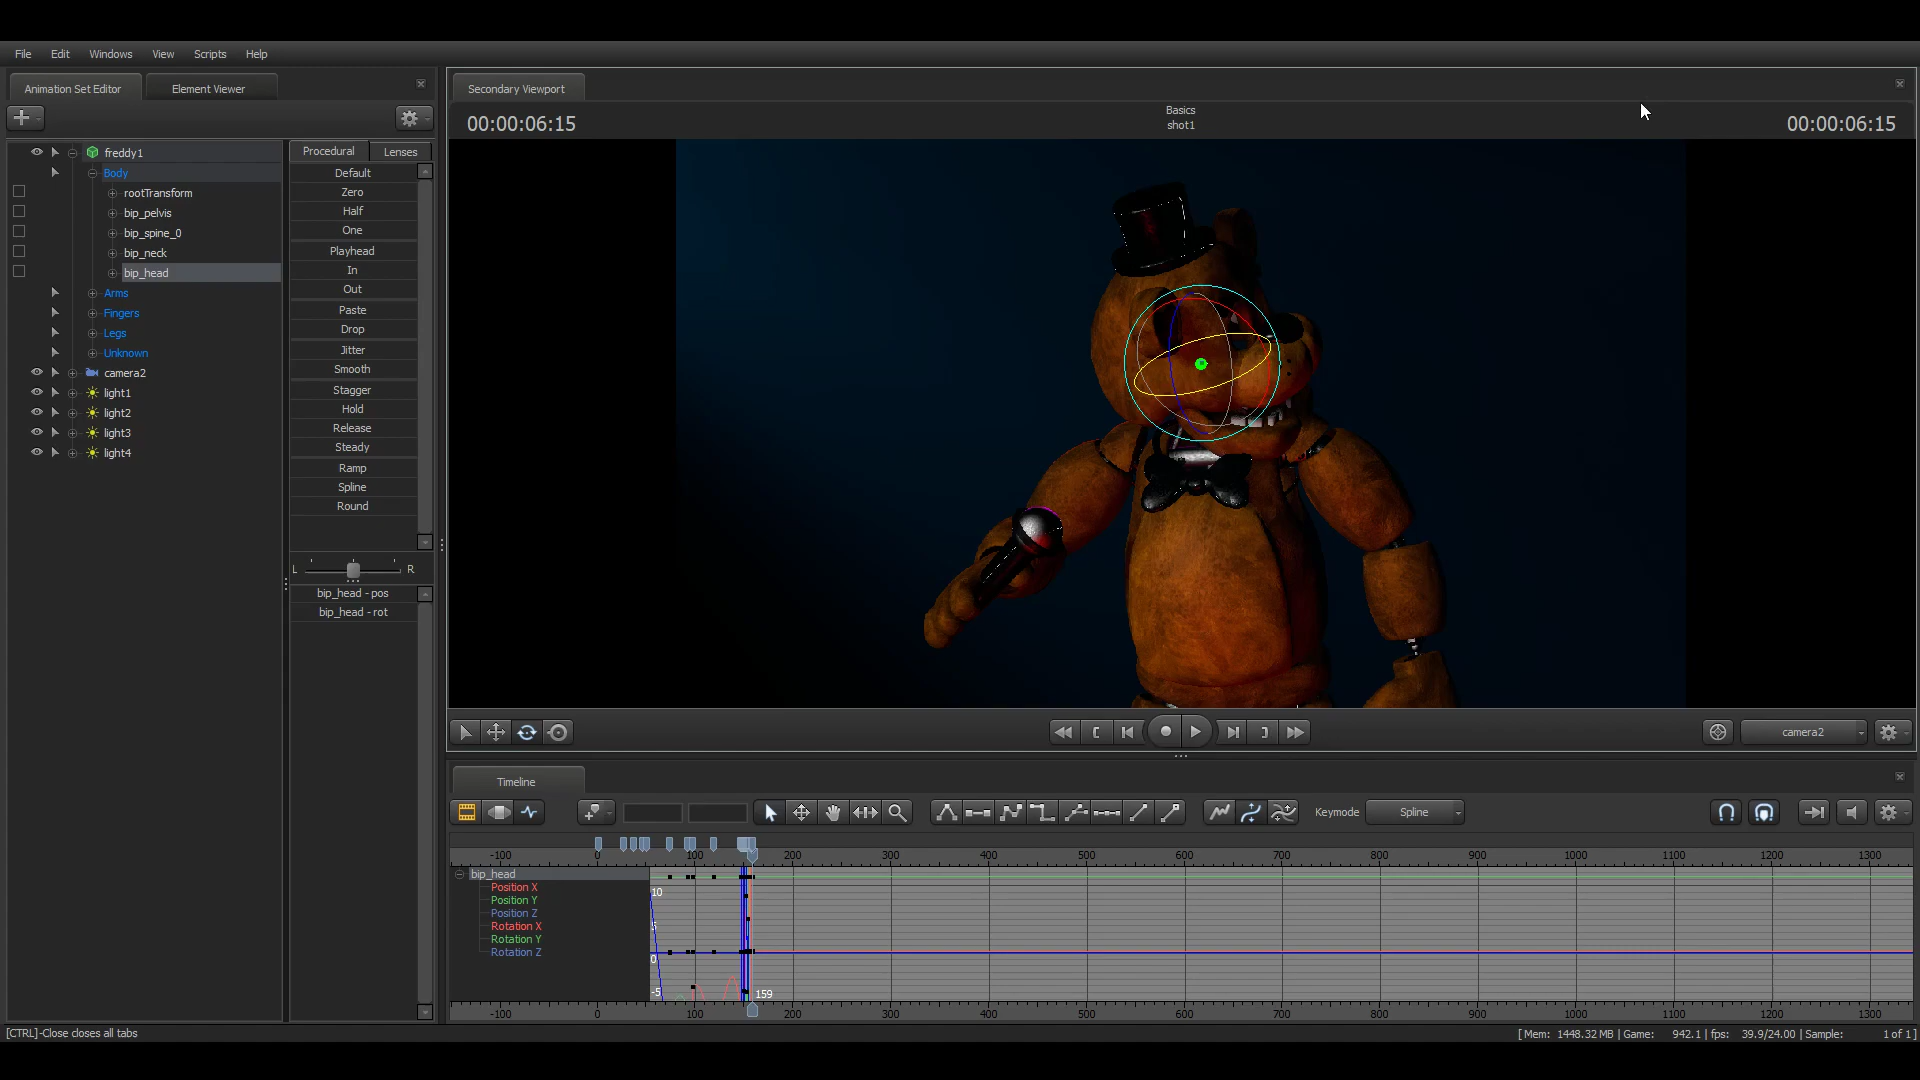 File Edit Windows View Scripts Help
Animation Set Editor Element Viewer
freddy1
Body
rootTransform
bip_pelvis
bip_spine_0
bip_neck
bip_head
Arms
Fingers
Legs
Unknown
camera2
light1
light2
light3
light4
Procedural Lenses
Default
Zero
Half
One
Playhead
In
Out
Paste
Drop
Jitter
Smooth
Stagger
Hold
Release
Steady
Ramp
Spline
Round
L R
bip_head - pos
bip_head - rot
Secondary Viewport
00:00:06:15
Basics
shot1
00:00:06:15
camera2
Timeline
Keymode Spline
-100 0 100 200 300 400 500 600 700 800 900 1000 1100 1200 1300
bip_head
Position X
Position Y
Position Z
Rotation X
Rotation Y
Rotation Z
10
5
0
-5
159
-100 0 100 200 300 400 500 600 700 800 900 1000 1100 1200 1300
[CTRL]-Close closes all tabs
[ Mem: 1448.32 MB | Game: 942.1 | fps: 39.9/24.00 | Sample: 1 of 1 ]